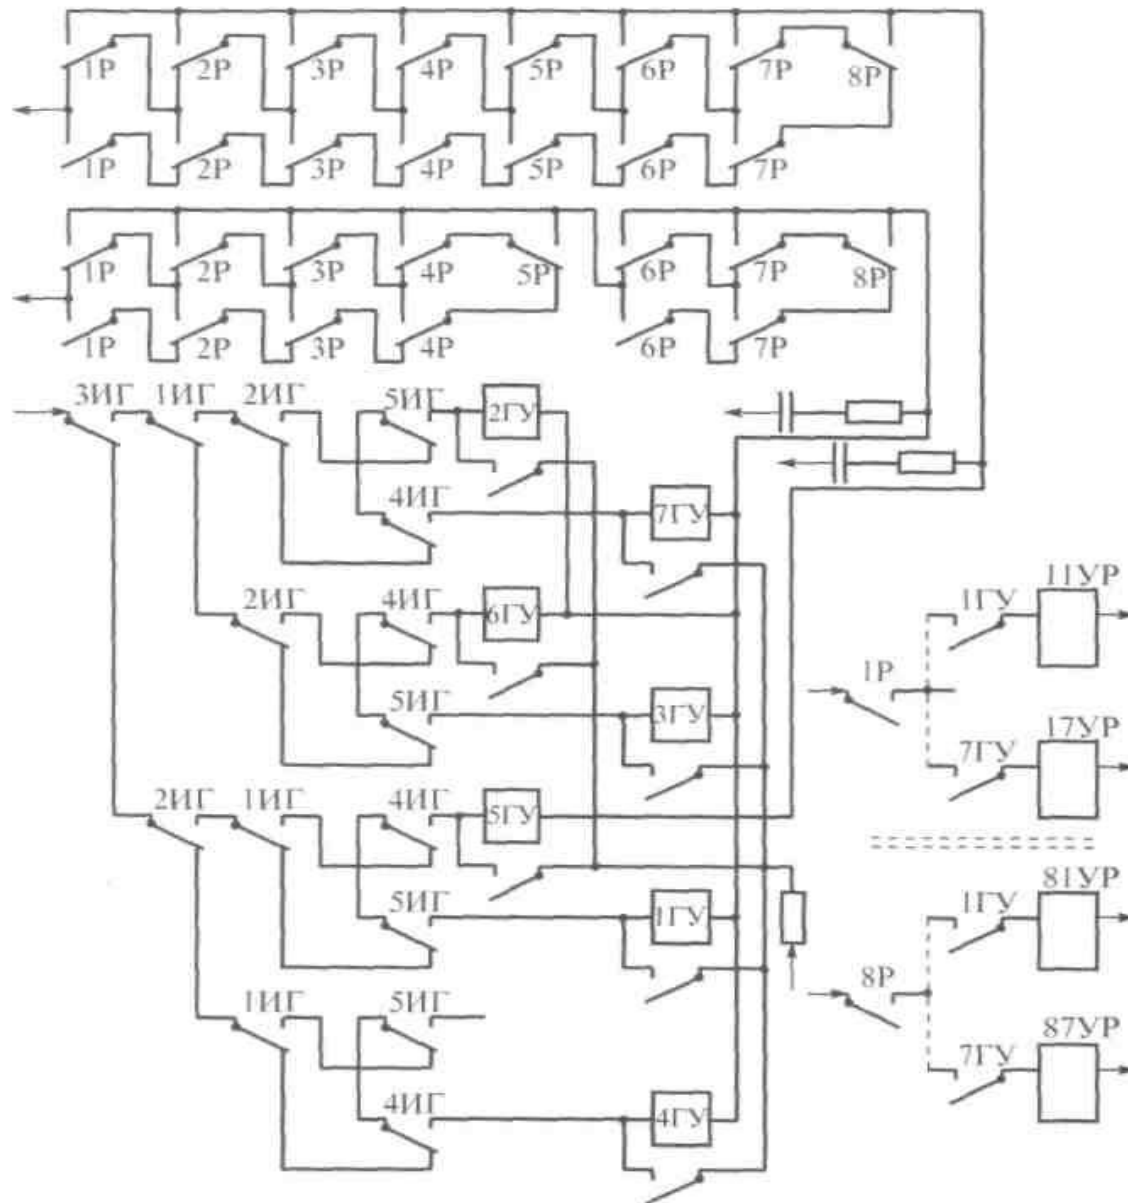 1Р 2Р 3Р 4Р 5Р 6Р 7Р 8Р
1Р 2Р 3Р 4Р 5Р 6Р 7Р
1Р 2Р 3Р 4Р 5Р 6Р 7Р 8Р
1Р 2Р 3Р 4Р 6Р 7Р
3ИГ 1ИГ 2ИГ 5ИГ 2ГУ
4ИГ 7ГУ
2ИГ 4ИГ 6ГУ
5ИГ 3ГУ
2ИГ 1ИГ 4ИГ 5ГУ
5ИГ 1ГУ
1ИГ 5ИГ
4ИГ 4ГУ
1ГУ 11УР
1Р
7ГУ 17УР
1ГУ 81УР
8Р
7ГУ 87УР